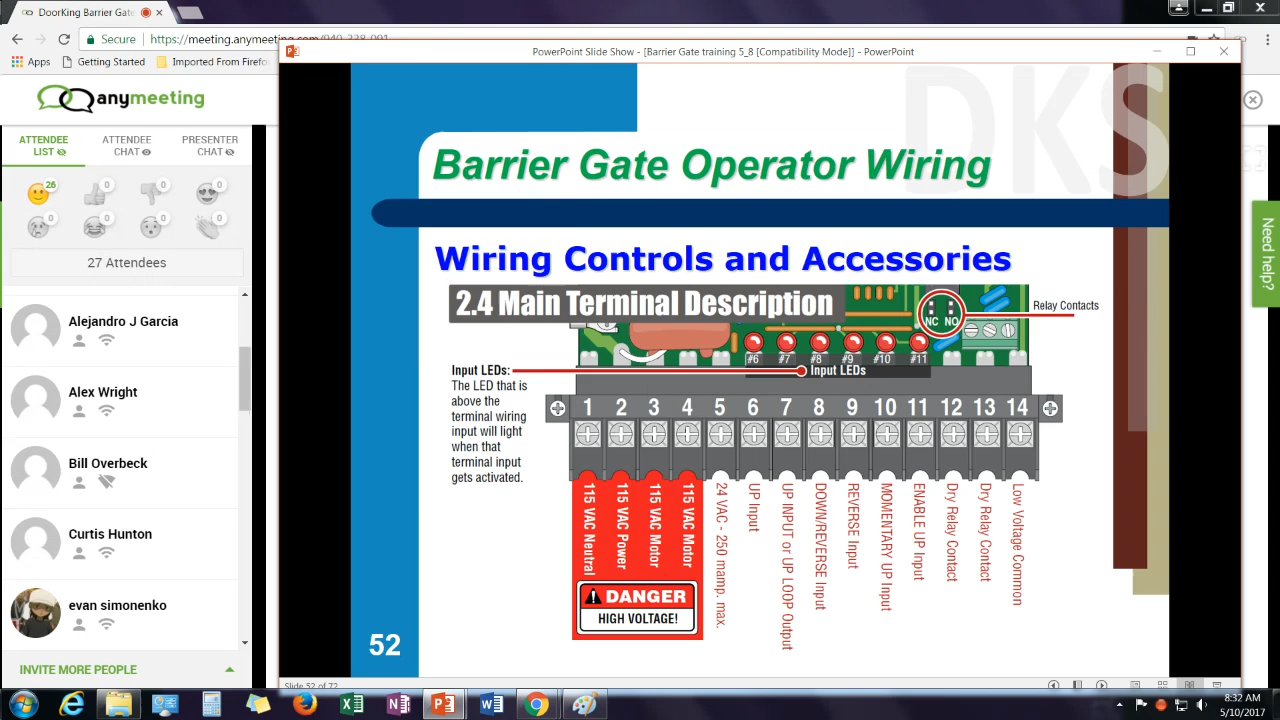 DoorKing Barrier Gate
Secure
https://meeting.anymeeting.com/940-338-091
Apps
Getting Started
Imported From Firefo
PowerPoint Slide Show - [Barrier Gate training 5_8 [Compatibility Mode]] - PowerPoint
anymeeting
ATTENDEE LIST
ATTENDEE CHAT
PRESENTER CHAT
26
0
0
0
0
0
0
0
27 Attendees
Alejandro J Garcia
Alex Wright
Bill Overbeck
Curtis Hunton
evan simonenko
INVITE MORE PEOPLE
Need help?
DKS
Barrier Gate Operator Wiring
Wiring Controls and Accessories
2.4 Main Terminal Description
NC NO
Relay Contacts
#6 #7 #8 #9 #10 #11
Input LEDs
Input LEDs:
The LED that is
above the
terminal wiring
input will light
when that
terminal input
gets activated.
1 2 3 4 5 6 7 8 9 10 11 12 13 14
115 VAC Neutral
115 VAC Power
115 VAC Motor
115 VAC Motor
24 VAC - 250 mamp. max.
UP Input
UP INPUT or UP LOOP Output
DOWN/REVERSE Input
REVERSE Input
MOMENTARY UP Input
ENABLE UP Input
Dry Relay Contact
Dry Relay Contact
Low Voltage Common
DANGER
HIGH VOLTAGE!
52
Slide 52 of 72
8:32 AM
5/10/2017